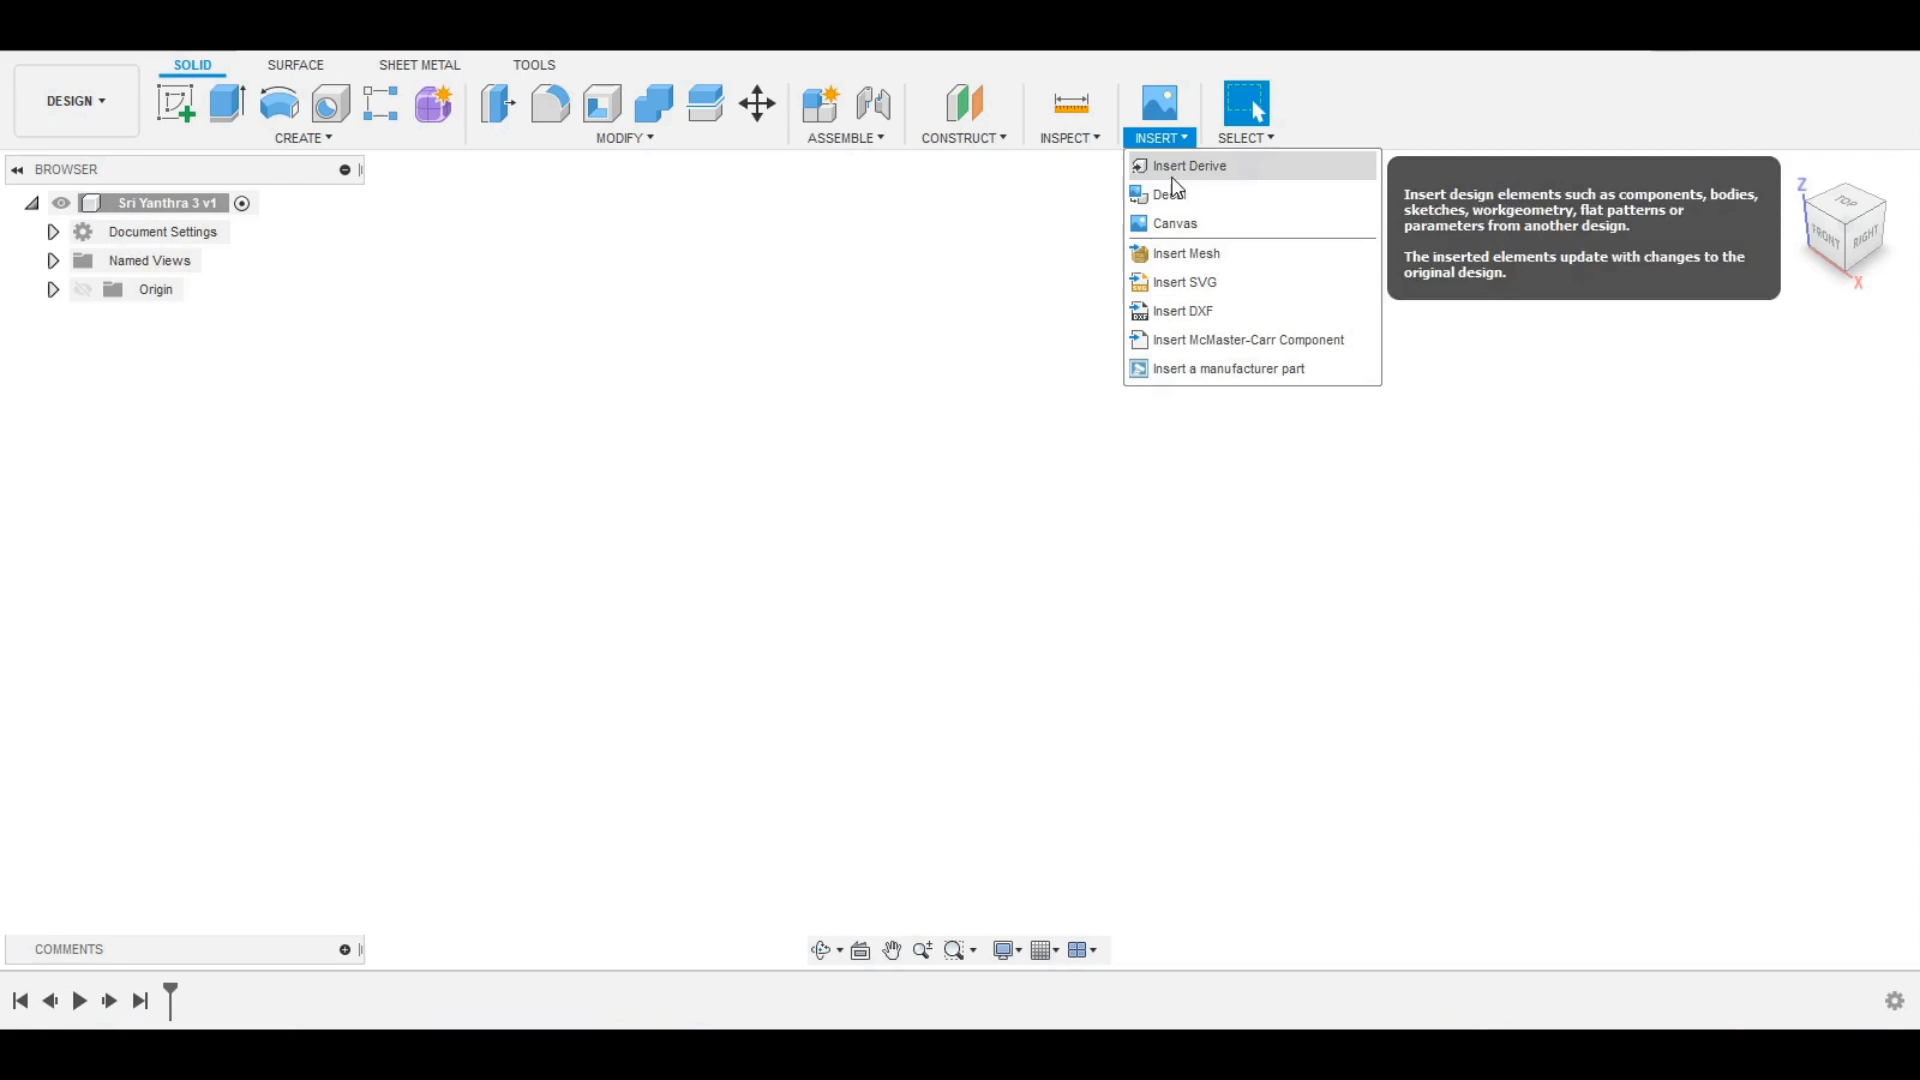 SOLID SURFACE SHEET METAL TOOLS
DESIGN
CREATE MODIFY ASSEMBLE CONSTRUCT INSPECT INSERT SELECT
BROWSER
Sri Yanthra 3 v1
Document Settings
Named Views
Origin
Insert Derive
Canvas
Insert Mesh
SVG Insert SVG
DXF Insert DXF
Insert McMaster-Carr Component
Insert a manufacturer part
Insert design elements such as components, bodies,
sketches, workgeometry, flat patterns or
parameters from another design.
The inserted elements update with changes to the
original design.
Z
TOP
FRONT RIGHT
X
COMMENTS